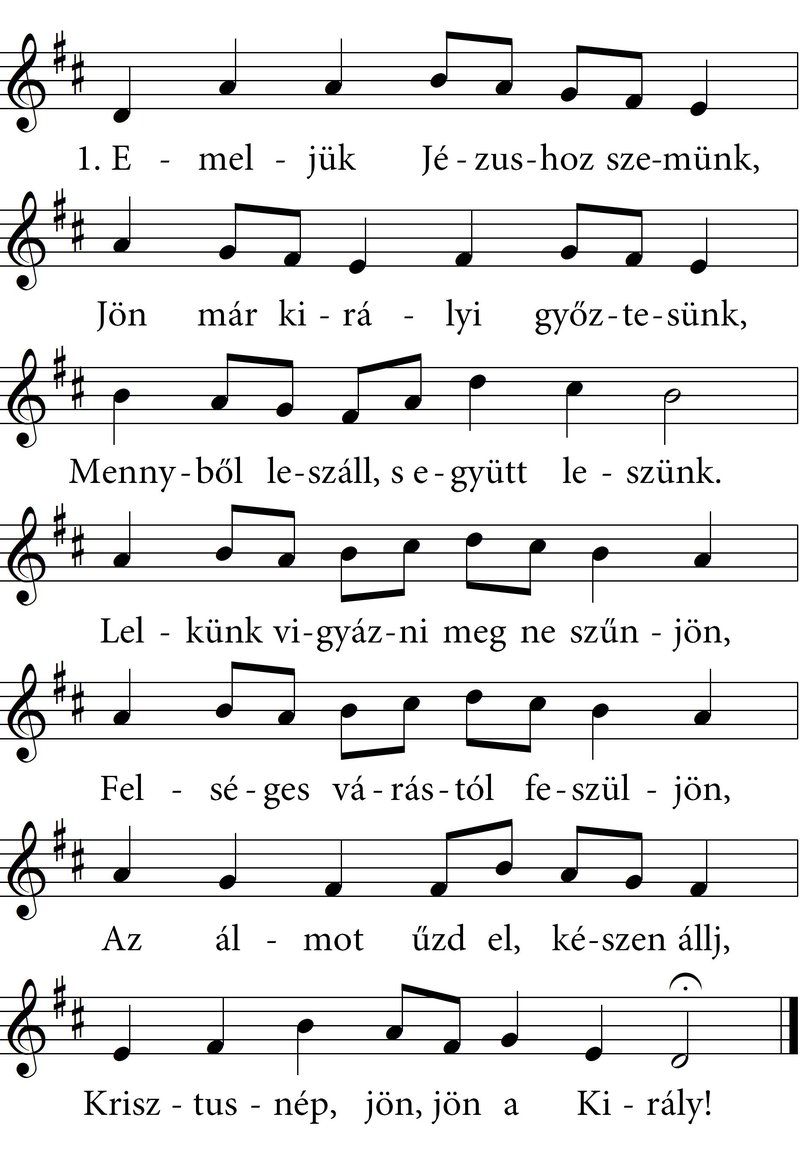 1. E - mel - jük Jé - zus - hoz sze - münk,
Jön már ki - rá - lyi győz - te - sünk,
Menny - ből le - száll, s e - gyütt le - szünk.
Lel - künk vi - gyáz - ni meg ne szűn - jön,
Fel - sé - ges vá - rás - tól fe - szül - jön,
Az ál - mot űzd el, ké - szen állj,
Krisz - tus - nép, jön, jön a Ki - rály!